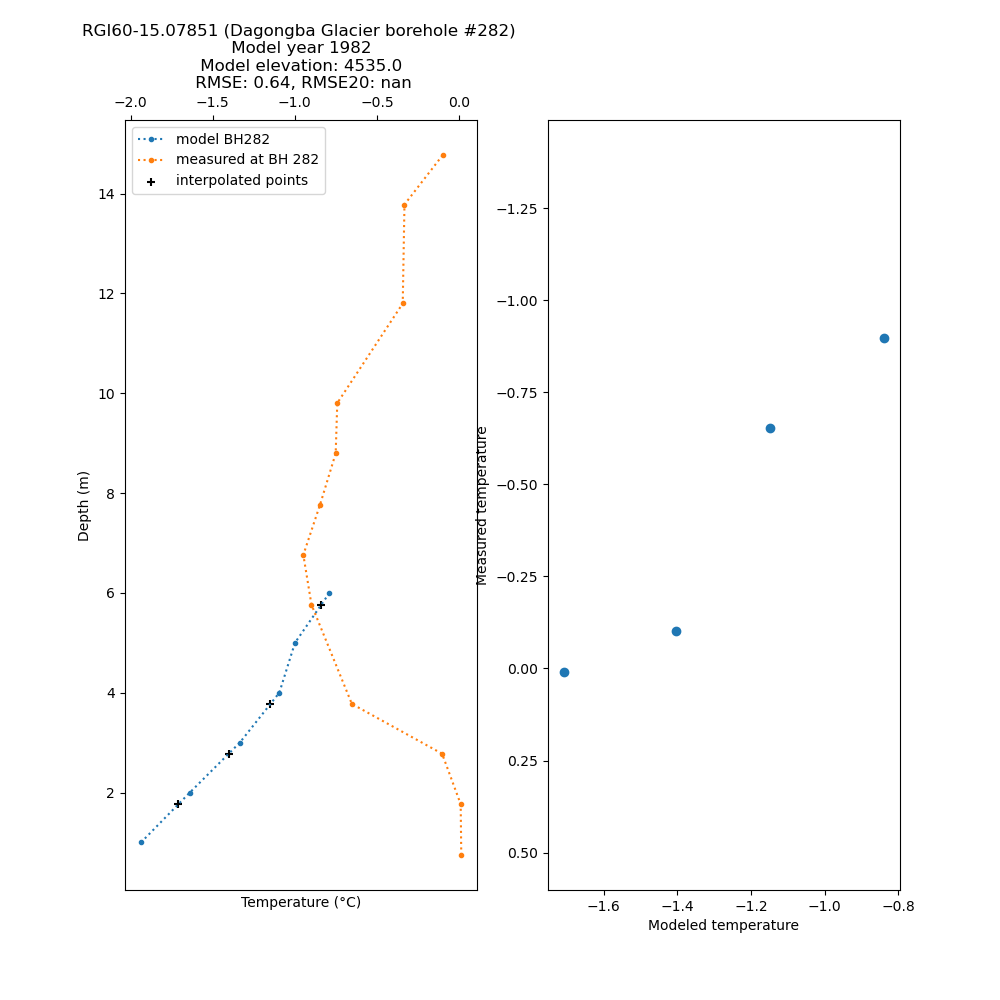 RGI60-15.07851 (Dagongba Glacier borehole #282)
Model year 1982
Model elevation: 4535.0
RMSE: 0.64, RMSE20: nan
−2.0 −1.5 −1.0 −0.5 0.0
model BH282
measured at BH 282
interpolated points
14
12
10
8
6
4
2
Depth (m)
Temperature (°C)
−1.25
−1.00
−0.75
−0.50
−0.25
0.00
0.25
0.50
Measured temperature
−1.6 −1.4 −1.2 −1.0 −0.8
Modeled temperature